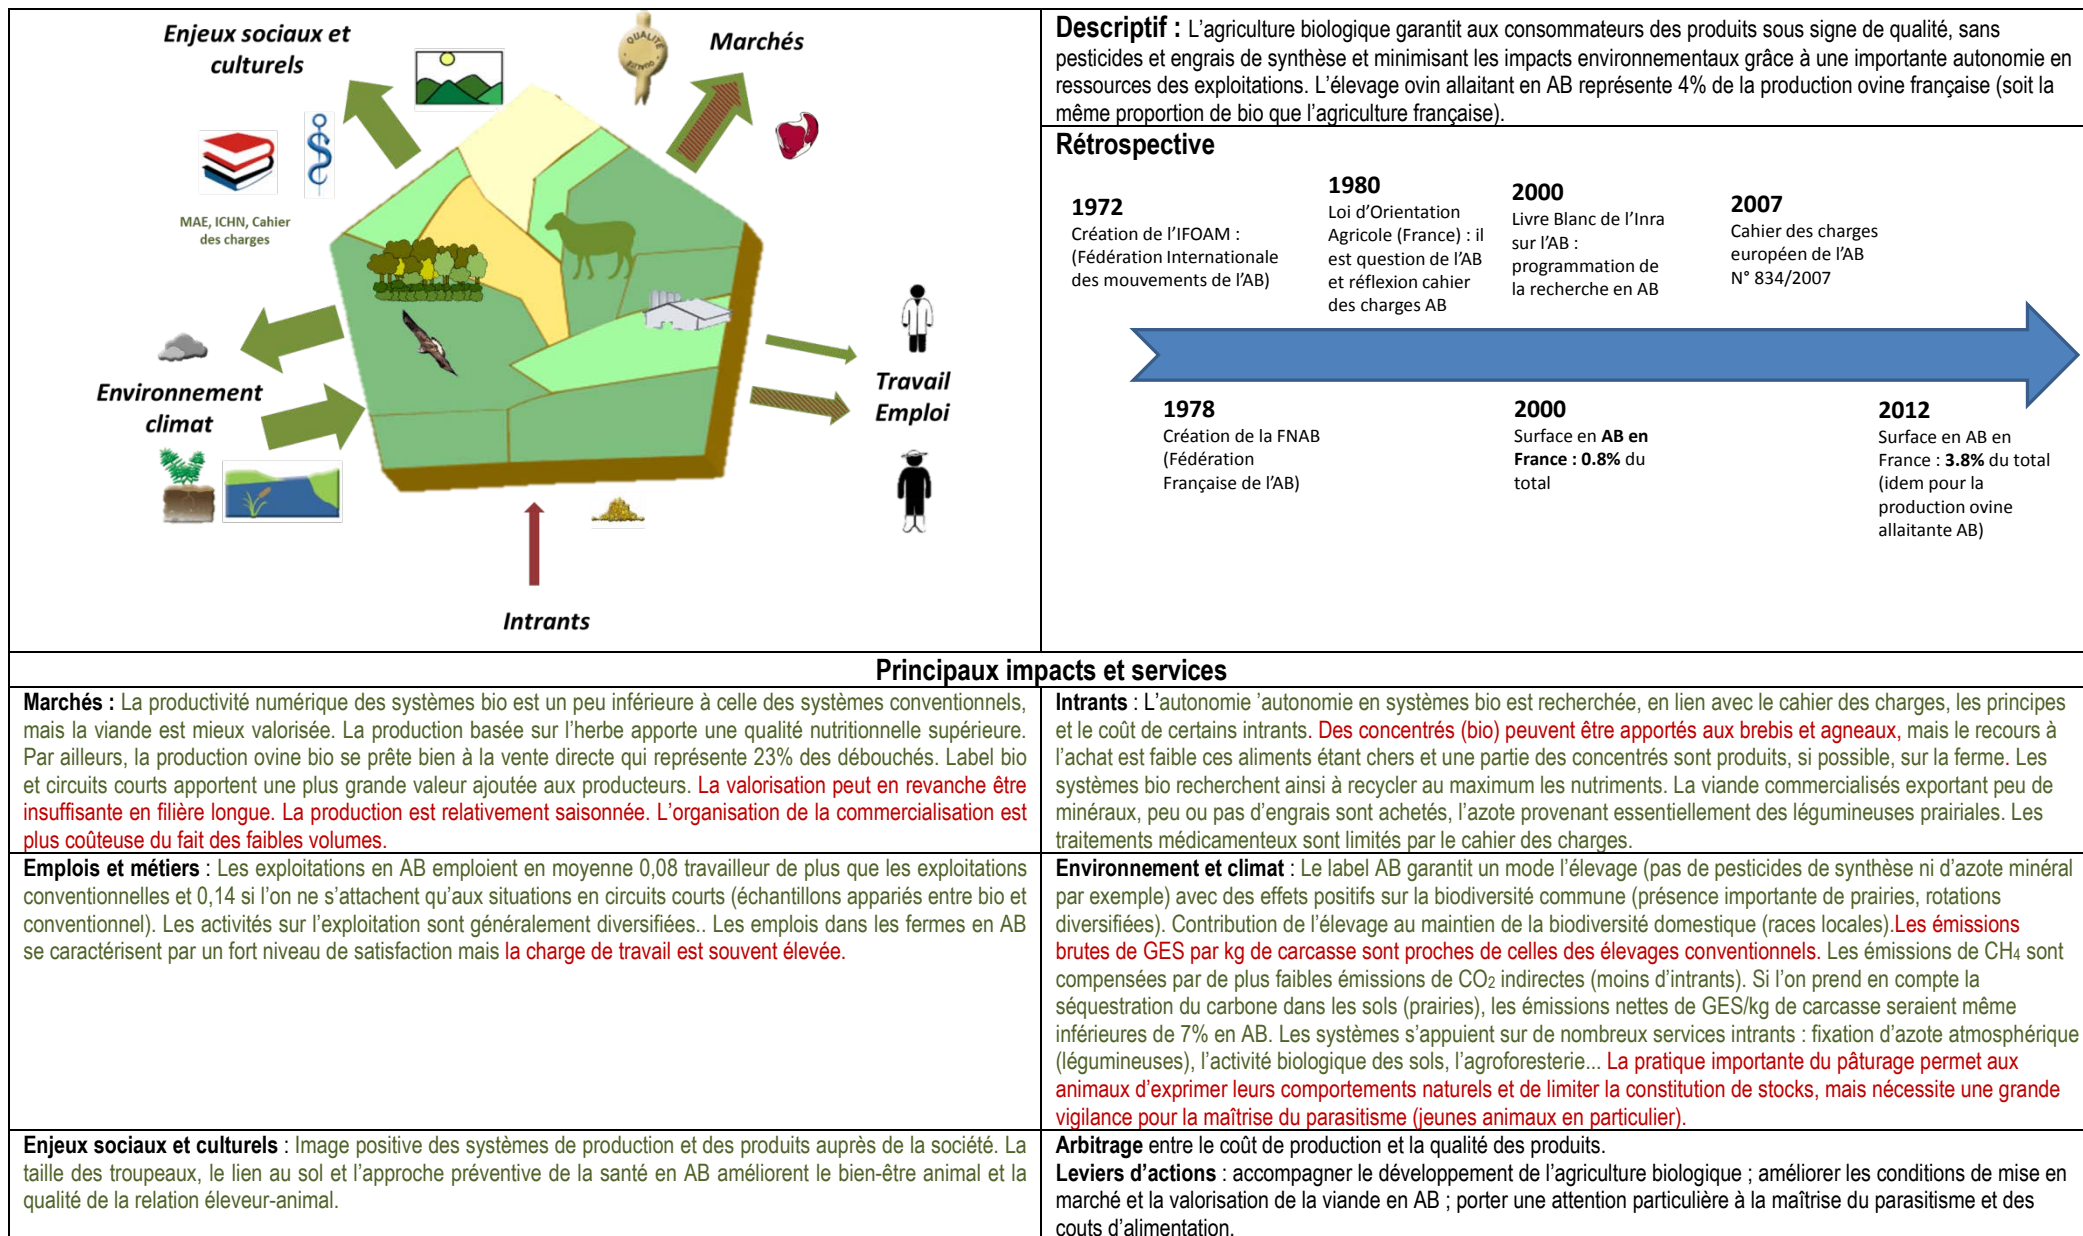 Enjeux sociaux et
culturels
QUALITÉ
Marchés
MAE, ICHN, Cahier
des charges
Environnement
climat
Travail
Emploi
Intrants
Descriptif : L’agriculture biologique garantit aux consommateurs des produits sous signe de qualité, sans
pesticides et engrais de synthèse et minimisant les impacts environnementaux grâce à une importante autonomie en
ressources des exploitations. L’élevage ovin allaitant en AB représente 4% de la production ovine française (soit la
même proportion de bio que l’agriculture française).
Rétrospective
1972
Création de l’IFOAM :
(Fédération Internationale
des mouvements de l’AB)
1980
Loi d’Orientation
Agricole (France) : il
est question de l’AB
et réflexion cahier
des charges AB
2000
Livre Blanc de l’Inra
sur l’AB :
programmation de
la recherche en AB
2007
Cahier des charges
européen de l’AB
N° 834/2007
1978
Création de la FNAB
(Fédération
Française de l’AB)
2000
Surface en AB en
France : 0.8% du
total
2012
Surface en AB en
France : 3.8% du total
(idem pour la
production ovine
allaitante AB)
Principaux impacts et services
Marchés : La productivité numérique des systèmes bio est un peu inférieure à celle des systèmes conventionnels,
mais la viande est mieux valorisée. La production basée sur l’herbe apporte une qualité nutritionnelle supérieure.
Par ailleurs, la production ovine bio se prête bien à la vente directe qui représente 23% des débouchés. Label bio
et circuits courts apportent une plus grande valeur ajoutée aux producteurs. La valorisation peut en revanche être
insuffisante en filière longue. La production est relativement saisonnée. L’organisation de la commercialisation est
plus coûteuse du fait des faibles volumes.
Intrants : L’autonomie ’autonomie en systèmes bio est recherchée, en lien avec le cahier des charges, les principes
et le coût de certains intrants. Des concentrés (bio) peuvent être apportés aux brebis et agneaux, mais le recours à
l’achat est faible ces aliments étant chers et une partie des concentrés sont produits, si possible, sur la ferme. Les
systèmes bio recherchent ainsi à recycler au maximum les nutriments. La viande commercialisés exportant peu de
minéraux, peu ou pas d’engrais sont achetés, l’azote provenant essentiellement des légumineuses prairiales. Les
traitements médicamenteux sont limités par le cahier des charges.
Emplois et métiers : Les exploitations en AB emploient en moyenne 0,08 travailleur de plus que les exploitations
conventionnelles et 0,14 si l’on ne s’attachent qu’aux situations en circuits courts (échantillons appariés entre bio et
conventionnel). Les activités sur l’exploitation sont généralement diversifiées.. Les emplois dans les fermes en AB
se caractérisent par un fort niveau de satisfaction mais la charge de travail est souvent élevée.
Environnement et climat : Le label AB garantit un mode l’élevage (pas de pesticides de synthèse ni d’azote minéral
par exemple) avec des effets positifs sur la biodiversité commune (présence importante de prairies, rotations
diversifiées). Contribution de l’élevage au maintien de la biodiversité domestique (races locales).Les émissions
brutes de GES par kg de carcasse sont proches de celles des élevages conventionnels. Les émissions de CH4 sont
compensées par de plus faibles émissions de CO2 indirectes (moins d’intrants). Si l’on prend en compte la
séquestration du carbone dans les sols (prairies), les émissions nettes de GES/kg de carcasse seraient même
inférieures de 7% en AB. Les systèmes s’appuient sur de nombreux services intrants : fixation d’azote atmosphérique
(légumineuses), l’activité biologique des sols, l’agroforesterie... La pratique importante du pâturage permet aux
animaux d’exprimer leurs comportements naturels et de limiter la constitution de stocks, mais nécessite une grande
vigilance pour la maîtrise du parasitisme (jeunes animaux en particulier).
Enjeux sociaux et culturels : Image positive des systèmes de production et des produits auprès de la société. La
taille des troupeaux, le lien au sol et l’approche préventive de la santé en AB améliorent le bien-être animal et la
qualité de la relation éleveur-animal.
Arbitrage entre le coût de production et la qualité des produits.
Leviers d’actions : accompagner le développement de l’agriculture biologique ; améliorer les conditions de mise en
marché et la valorisation de la viande en AB ; porter une attention particulière à la maîtrise du parasitisme et des
couts d’alimentation.